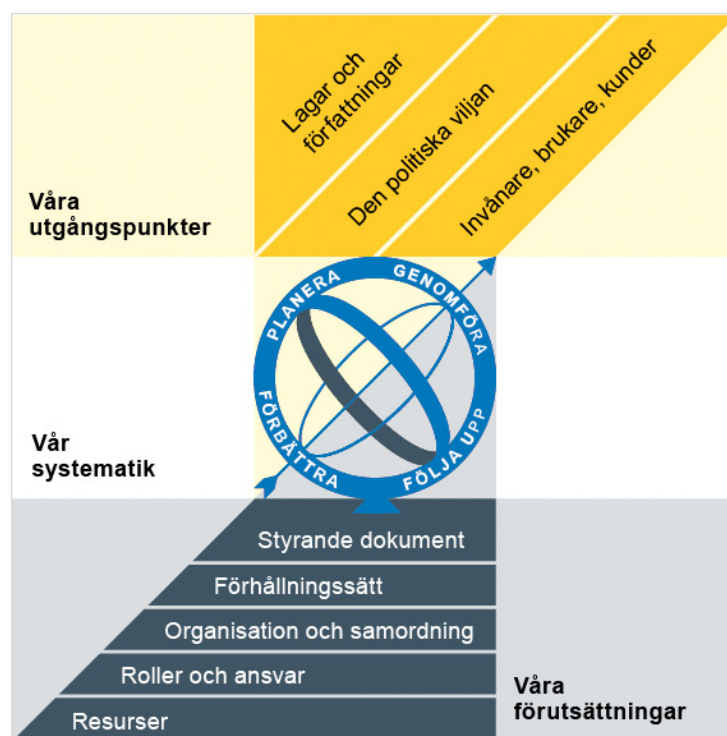 Lagar och
författningar
Den politiska viljan
Invånare, brukare, kunder
Våra
utgångspunkter
PLANERA
GENOMFÖRA
FÖRBÄTTRA
FÖLJA UPP
Vår
systematik
Styrande dokument
Förhållningssätt
Organisation och samordning
Roller och ansvar
Resurser
Våra
förutsättningar